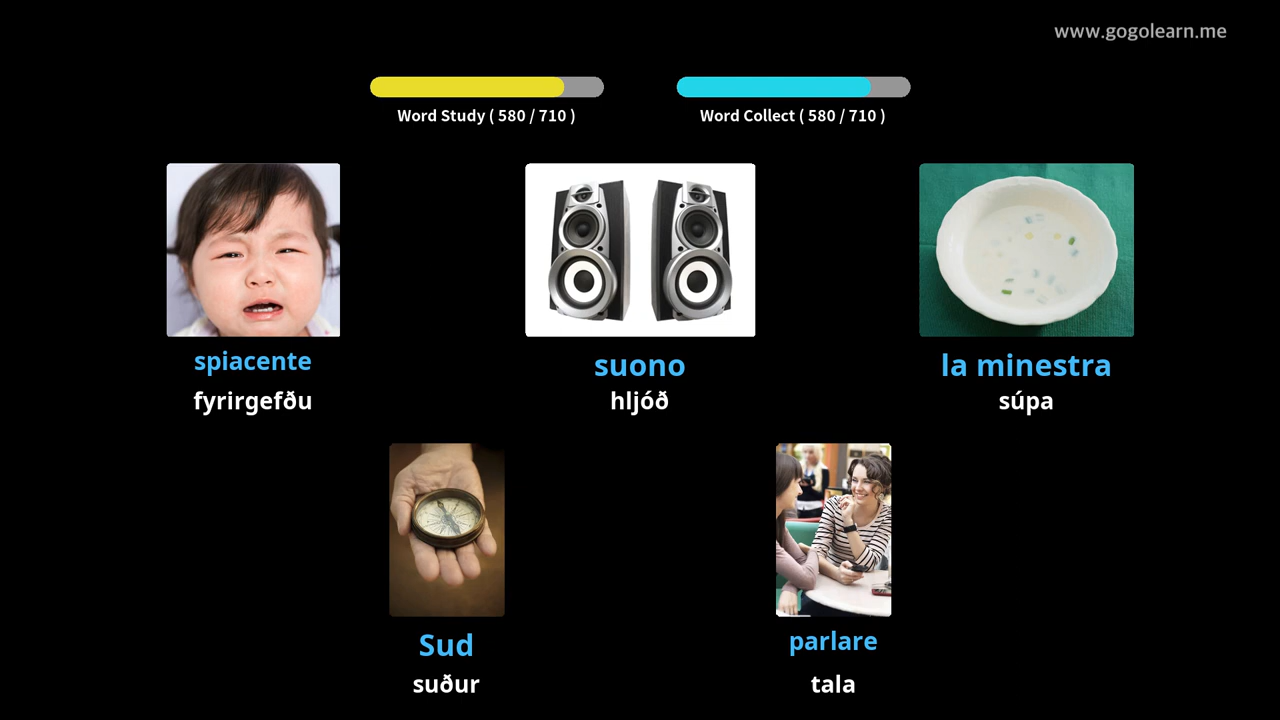 www.gogolearn.me
Word Study ( 580 / 710 )
Word Collect ( 580 / 710 )
spiacente
fyrirgefðu
suono
hljóð
la minestra
súpa
Sud
suður
parlare
tala